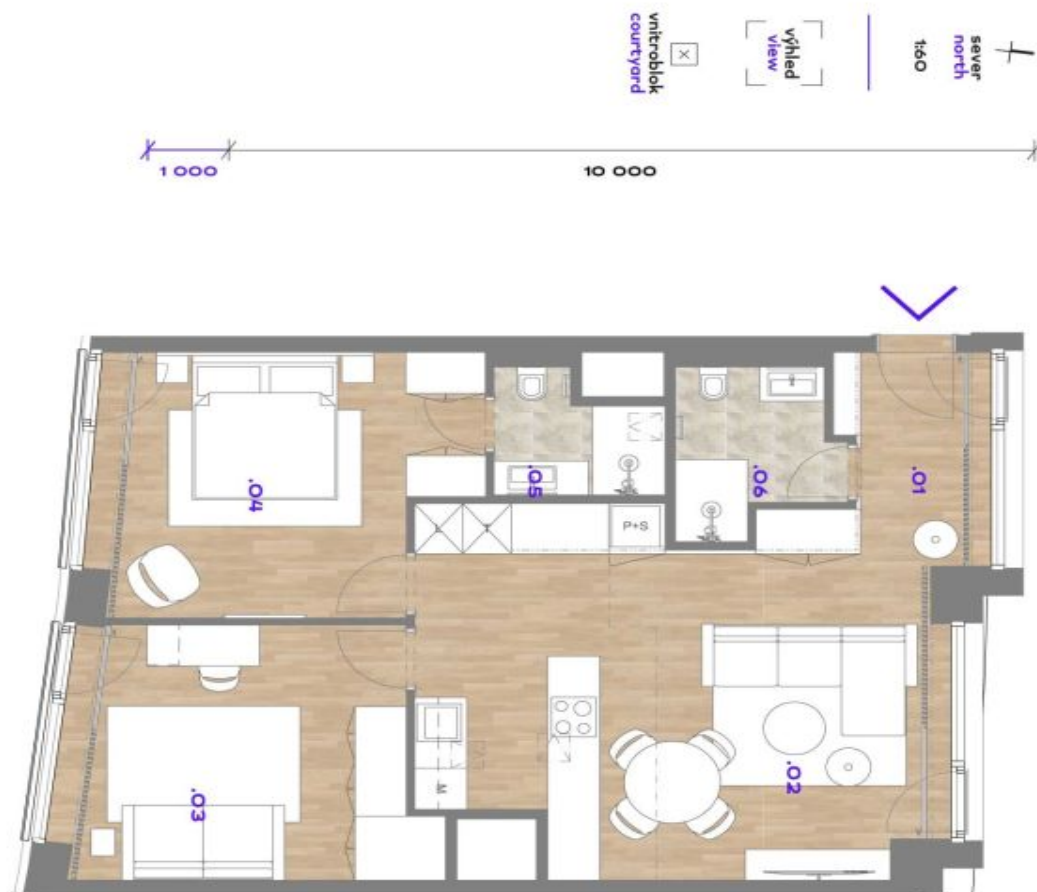 sever
north
1:60
výhled
view
vnitroblok
courtyard
1 000
10 000
.01
.02
.03
.04
.05
.06
P+S
M